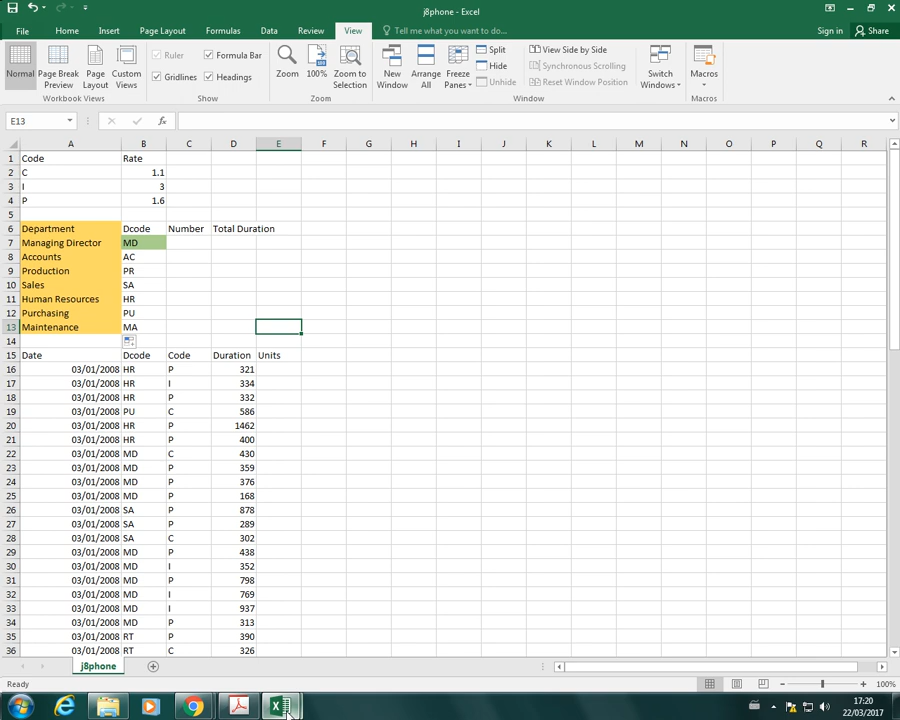 j8phone - Excel
File Home Insert Page Layout Formulas Data Review View Tell me what you want to do... Sign in Share
Normal Page Break Preview Page Layout Custom Views
Ruler Formula Bar
Gridlines Headings
Zoom 100% Zoom to Selection
New Window Arrange All Freeze Panes
Split
Hide
Unhide
View Side by Side
Synchronous Scrolling
Reset Window Position
Switch Windows Macros
Workbook Views Show Zoom Window Macros
E13 fx
A B C D E F G H I J K L M N O P Q R
1 Code Rate
2 C 1.1
3 I 3
4 P 1.6
5
6 Department Dcode Number Total Duration
7 Managing Director MD
8 Accounts AC
9 Production PR
10 Sales SA
11 Human Resources HR
12 Purchasing PU
13 Maintenance MA
14
15 Date Dcode Code Duration Units
16 03/01/2008 HR P 321
17 03/01/2008 HR I 334
18 03/01/2008 HR P 332
19 03/01/2008 PU C 586
20 03/01/2008 HR P 1462
21 03/01/2008 HR P 400
22 03/01/2008 MD C 430
23 03/01/2008 MD P 359
24 03/01/2008 MD P 376
25 03/01/2008 MD P 168
26 03/01/2008 SA P 878
27 03/01/2008 SA P 289
28 03/01/2008 SA C 302
29 03/01/2008 MD P 438
30 03/01/2008 MD I 352
31 03/01/2008 MD P 798
32 03/01/2008 MD I 769
33 03/01/2008 MD I 937
34 03/01/2008 MD P 313
35 03/01/2008 RT P 390
36 03/01/2008 RT C 326
j8phone
Ready 100%
17:20
22/03/2017